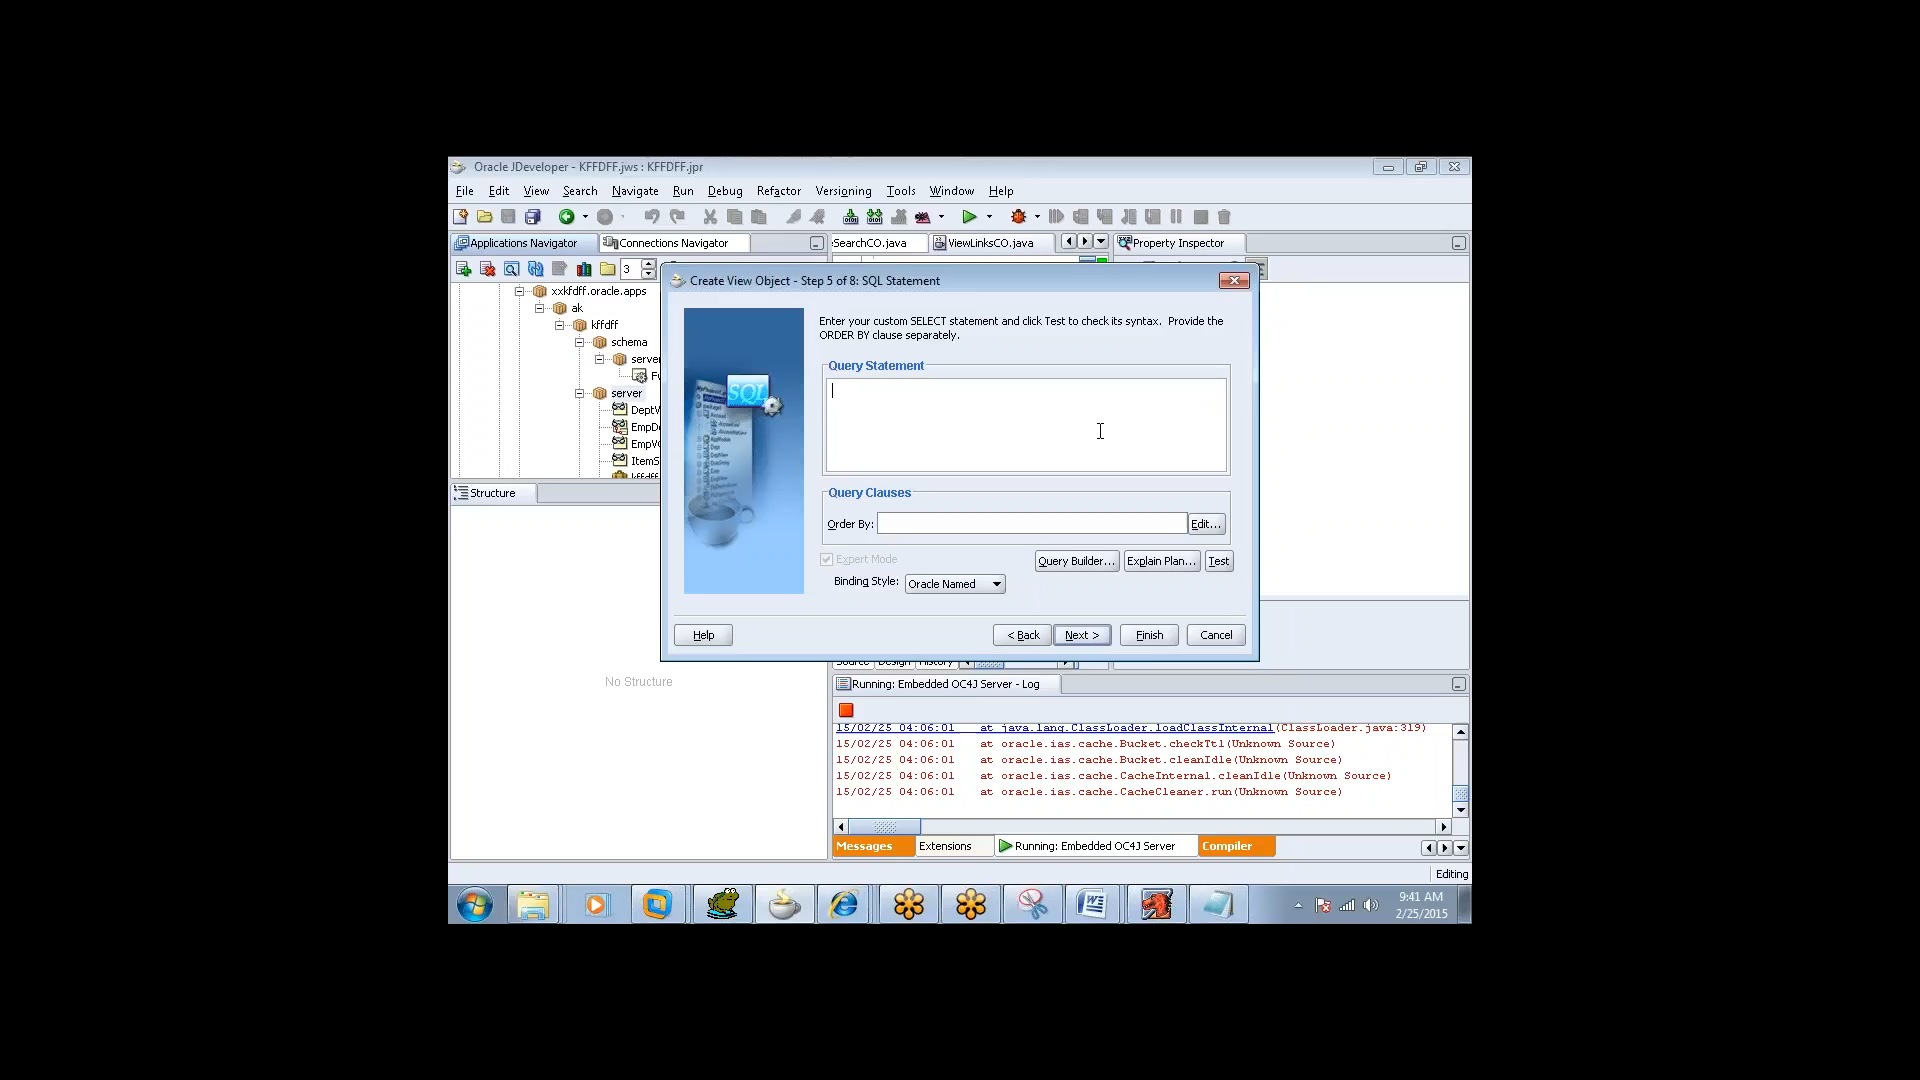 Oracle JDeveloper - KFFDFF.jws : KFFDFF.jpr
File Edit View Search Navigate Run Debug Refactor Versioning Tools Window Help
Applications Navigator
Connections Navigator
SearchCO.java
ViewLinksCO.java
Property Inspector
3
xxkfdff.oracle.apps
ak
kffdff
schema
server
DeptV
EmpD
EmpVO
ItemS
Structure
No Structure
Create View Object - Step 5 of 8: SQL Statement
Enter your custom SELECT statement and click Test to check its syntax. Provide the
ORDER BY clause separately.
SQL
Query Statement
Query Clauses
Order By:
Edit...
Expert Mode
Query Builder...
Explain Plan...
Test
Binding Style:
Oracle Named
Help
< Back
Next >
Finish
Cancel
Source Design History
Running: Embedded OC4J Server - Log
15/02/25 04:06:01 at java.lang.ClassLoader.loadClassInternal(ClassLoader.java:319)
15/02/25 04:06:01 at oracle.ias.cache.Bucket.checkTtl(Unknown Source)
15/02/25 04:06:01 at oracle.ias.cache.Bucket.cleanIdle(Unknown Source)
15/02/25 04:06:01 at oracle.ias.cache.CacheInternal.cleanIdle(Unknown Source)
15/02/25 04:06:01 at oracle.ias.cache.CacheCleaner.run(Unknown Source)
Messages
Extensions
Running: Embedded OC4J Server
Compiler
Editing
9:41 AM
2/25/2015